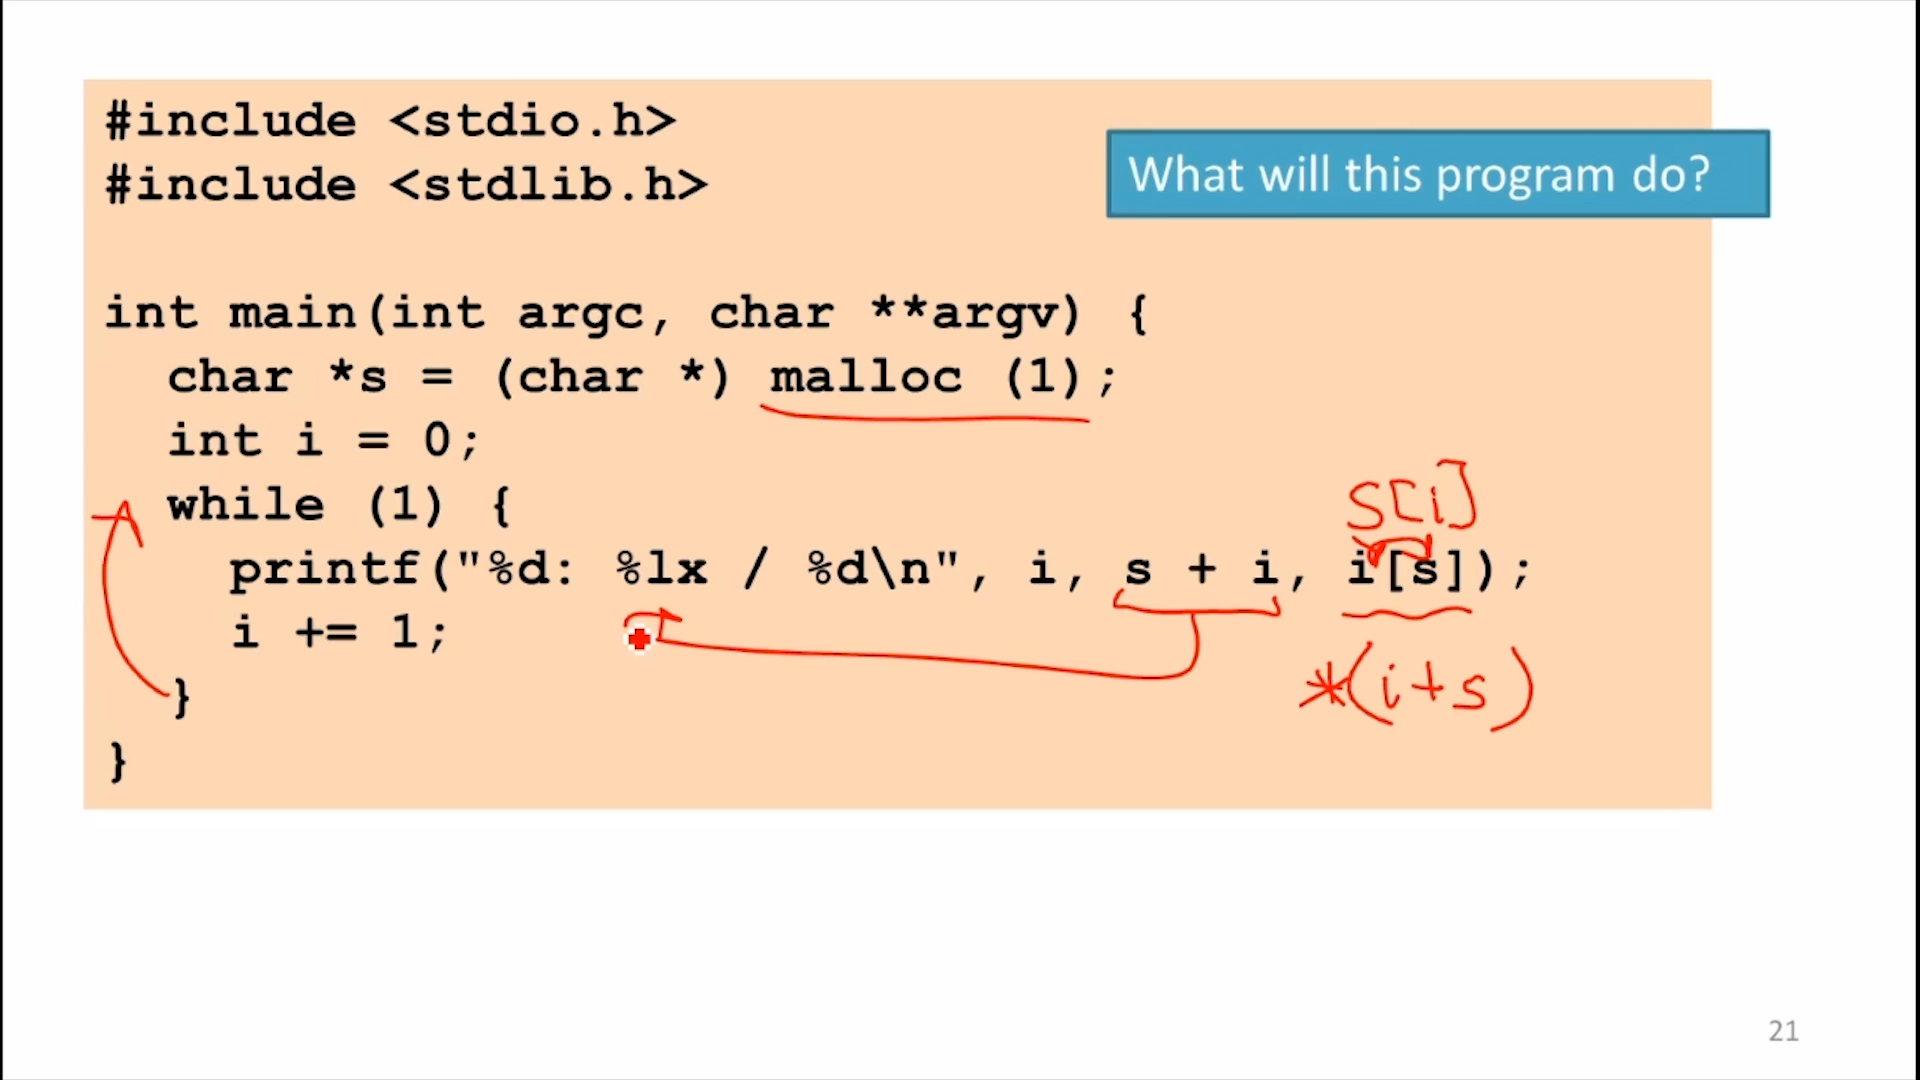 #include <stdio.h>
#include <stdlib.h>
What will this program do?
int main(int argc, char **argv) {
char *s = (char *) malloc (1);
int i = 0;
while (1) {
s[i]
printf("%d: %lx / %d\n", i, s + i, i[s]);
i += 1;
*(i+s)
}
}
21